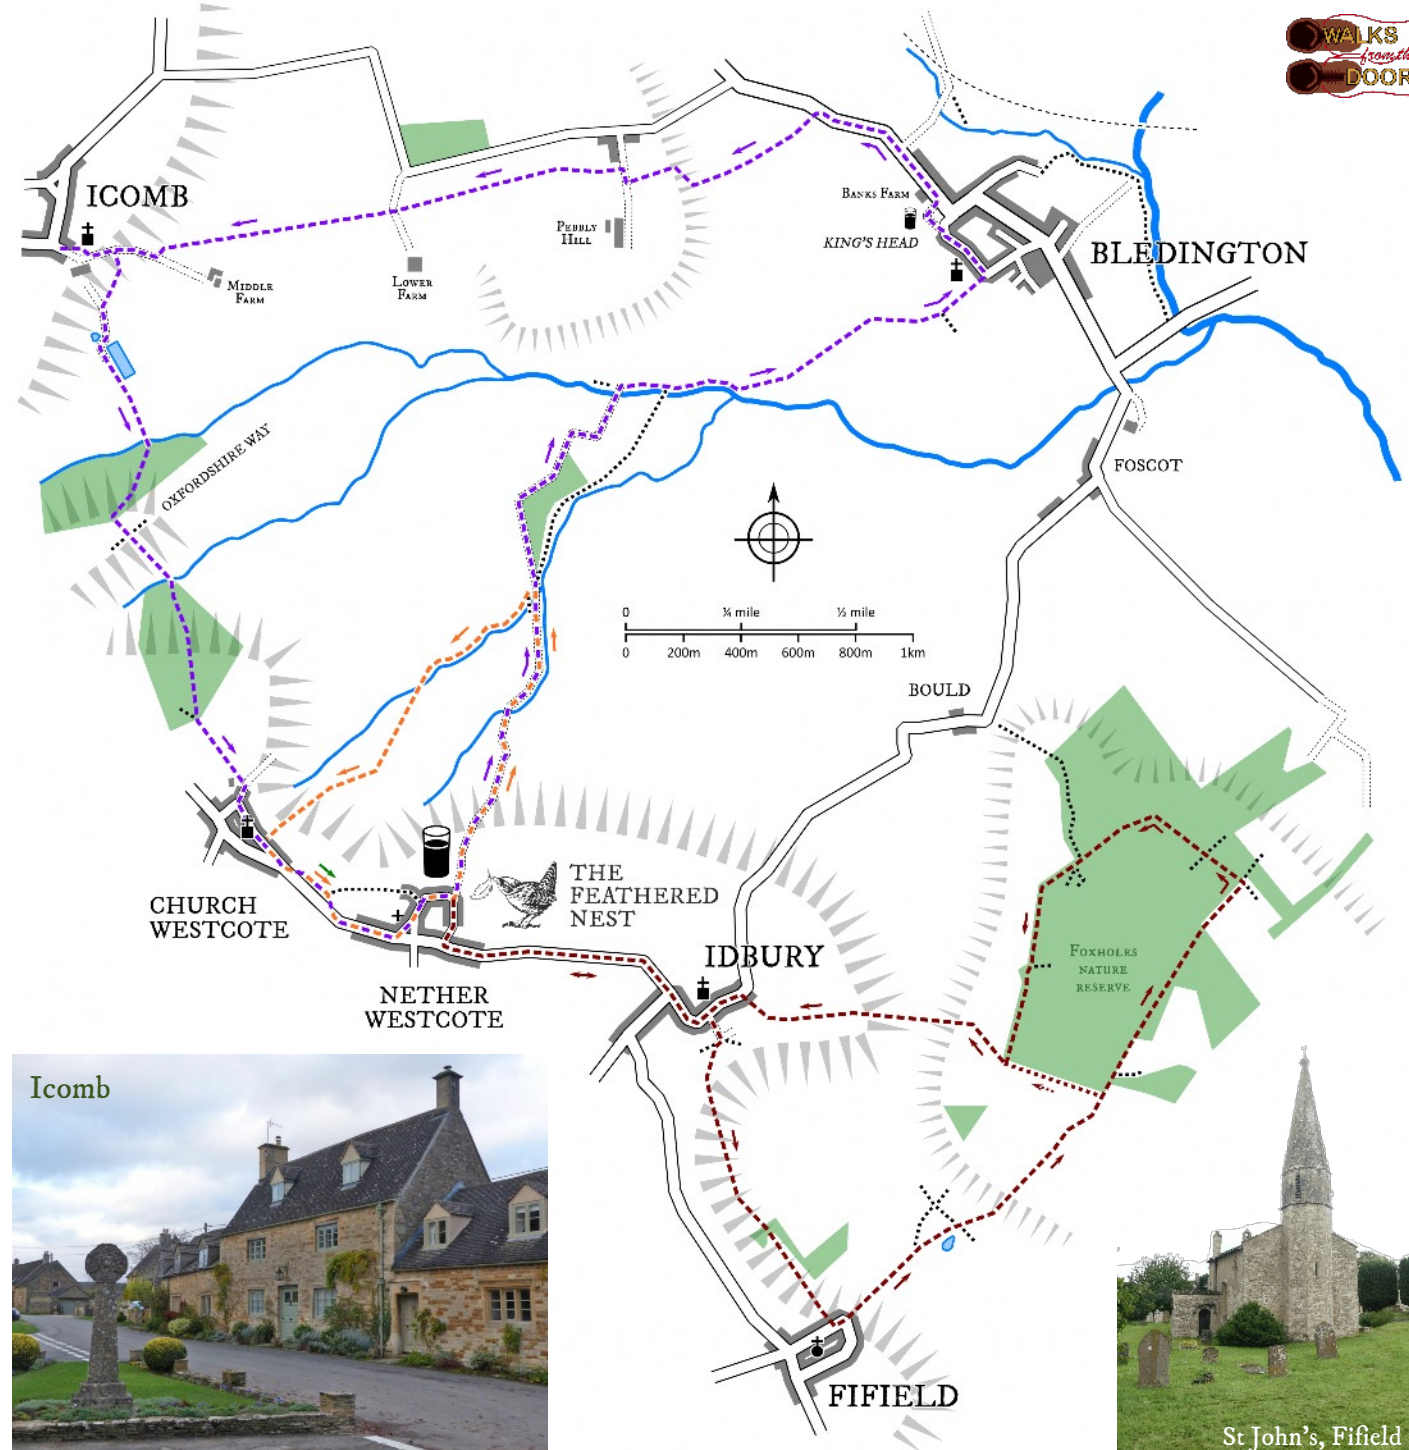 WALKS
DOOR
ICOMB
BANKS FARM
KING'S HEAD
PEBBLY
HILL
BLEDINGTON
MIDDLE
FARM
LOWER
FARM
OXFORDSHIRE WAY
FOSCOT
0 ¼ mile ½ mile
0 200m 400m 600m 800m 1km
BOULD
THE
FEATHERED
NEST
CHURCH
WESTCOTE
IDBURY
FOXHOLES
NATURE
RESERVE
NETHER
WESTCOTE
Icomb
FIFIELD
St John's, Fifield